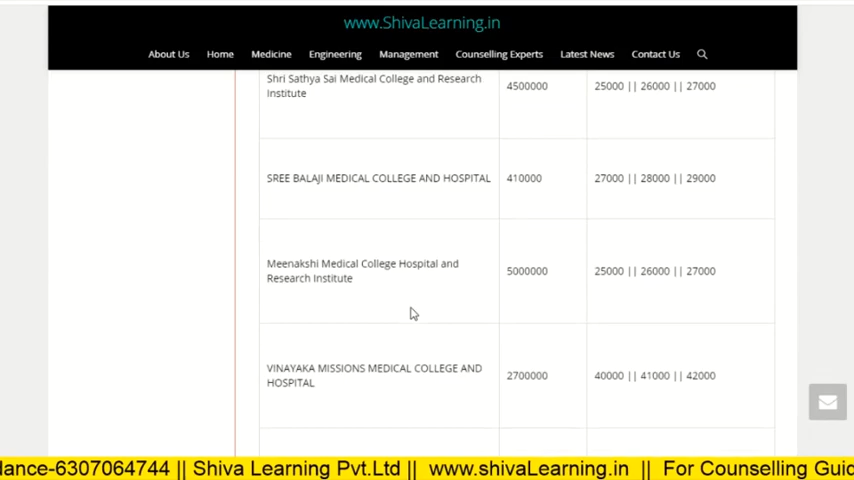 www.ShivaLearning.in
About Us Home Medicine Engineering Management Counselling Experts Latest News Contact Us
Shri Sathya Sai Medical College and Research
Institute
4500000
25000 || 26000 || 27000
SREE BALAJI MEDICAL COLLEGE AND HOSPITAL
410000
27000 || 28000 || 29000
Meenakshi Medical College Hospital and
Research Institute
5000000
25000 || 26000 || 27000
VINAYAKA MISSIONS MEDICAL COLLEGE AND
HOSPITAL
2700000
40000 || 41000 || 42000
dance-6307064744 || Shiva Learning Pvt.Ltd || www.shivaLearning.in || For Counselling Guid